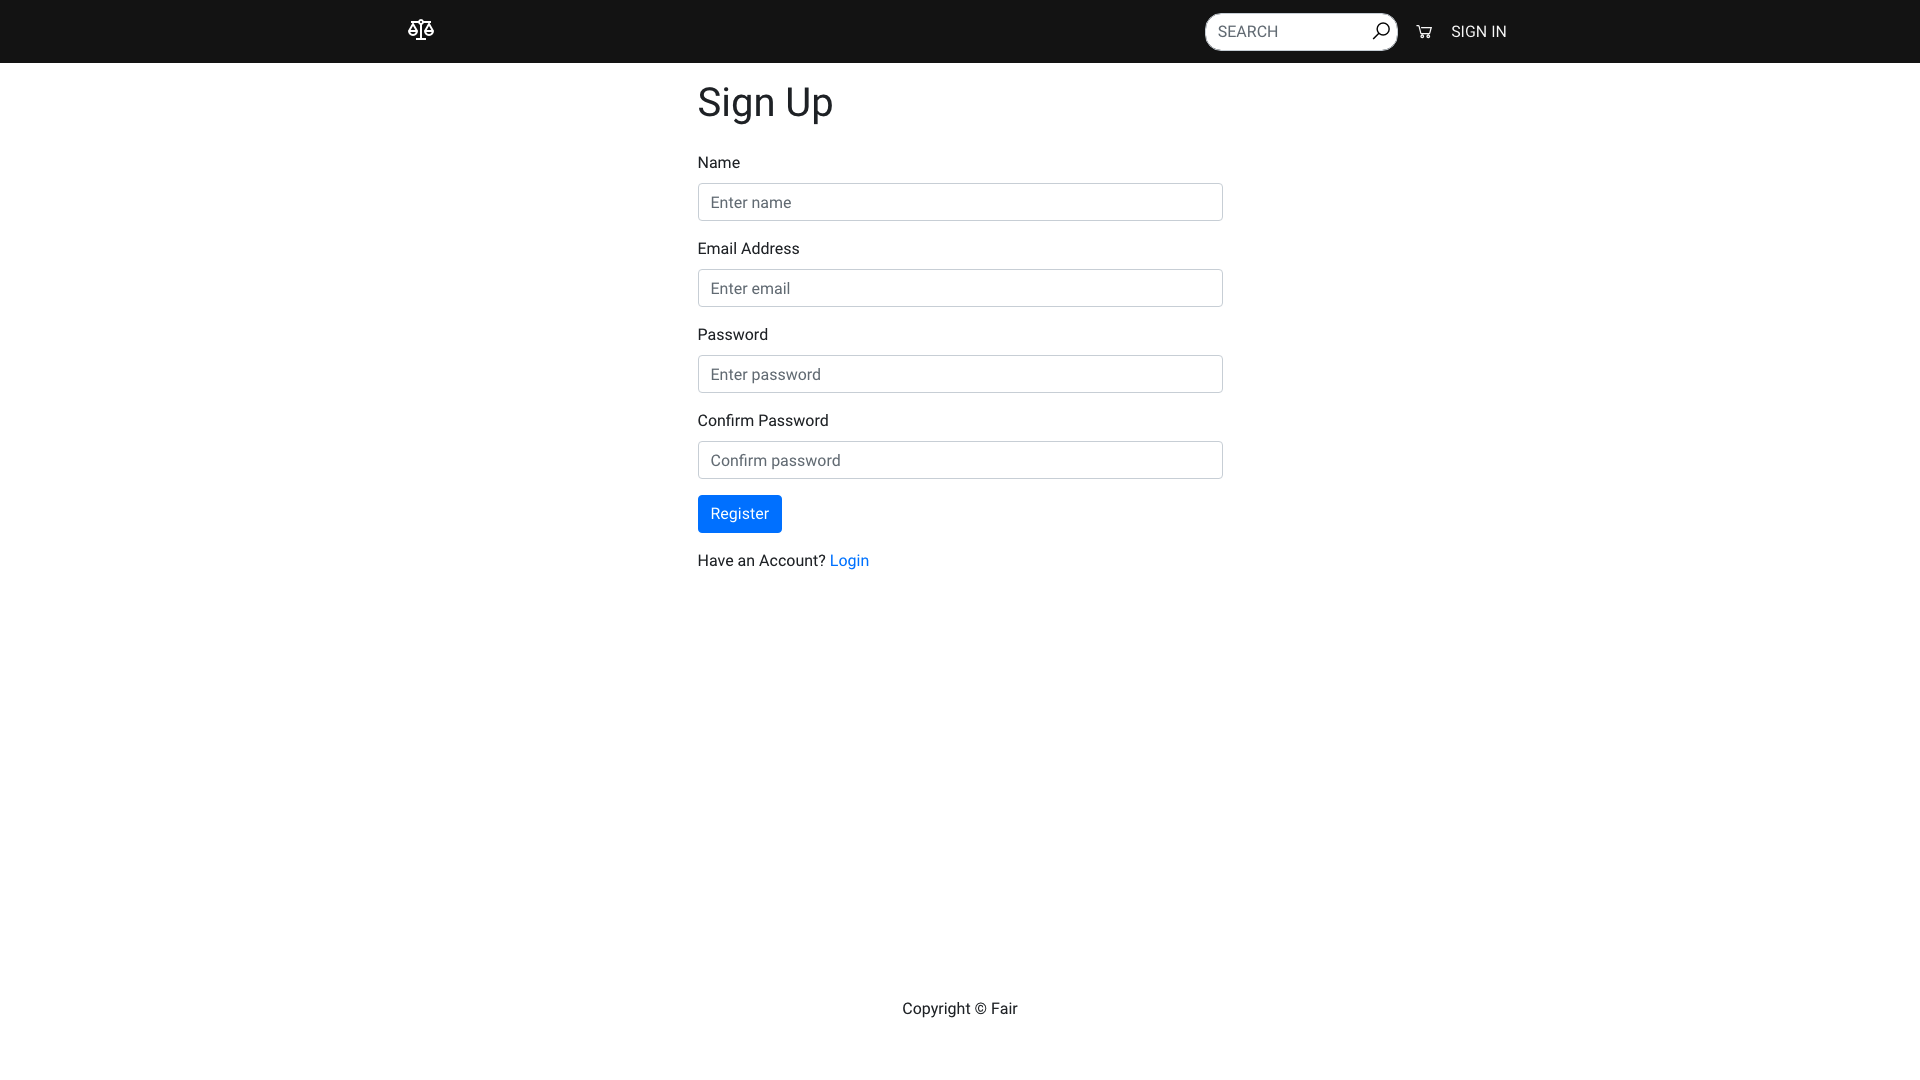 SEARCH
SIGN IN
Sign Up
Name
Enter name
Email Address
Enter email
Password
Enter password
Confirm Password
Confirm password
Register
Have an Account? Login
Copyright © Fair